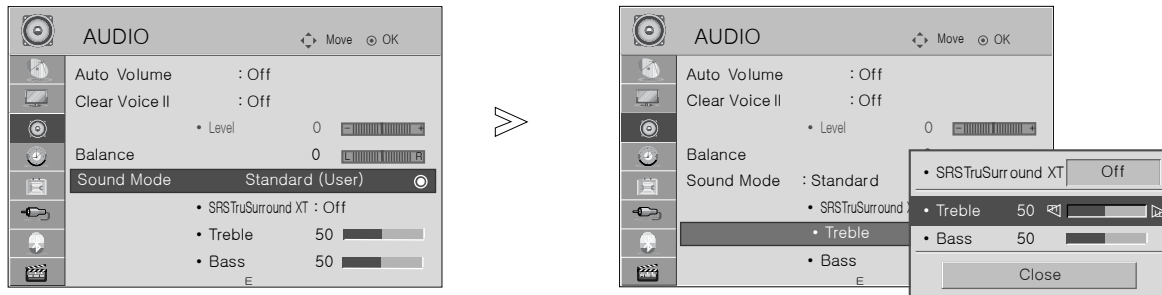 AUDIO
Move OK
Auto Volume : Off
Clear Voice II : Off
• Level 0 - +
Balance 0 L R
Sound Mode Standard (User)
• SRSTruSurround XT : Off
• Treble 50
• Bass 50
E
>
AUDIO
Move OK
Auto Volume : Off
Clear Voice II : Off
• Level 0 - +
Balance
Sound Mode : Standard
• SRSTruSurround
• Treble
• Bass
E
• SRSTruSurround XT Off
• Treble 50
• Bass 50
Close